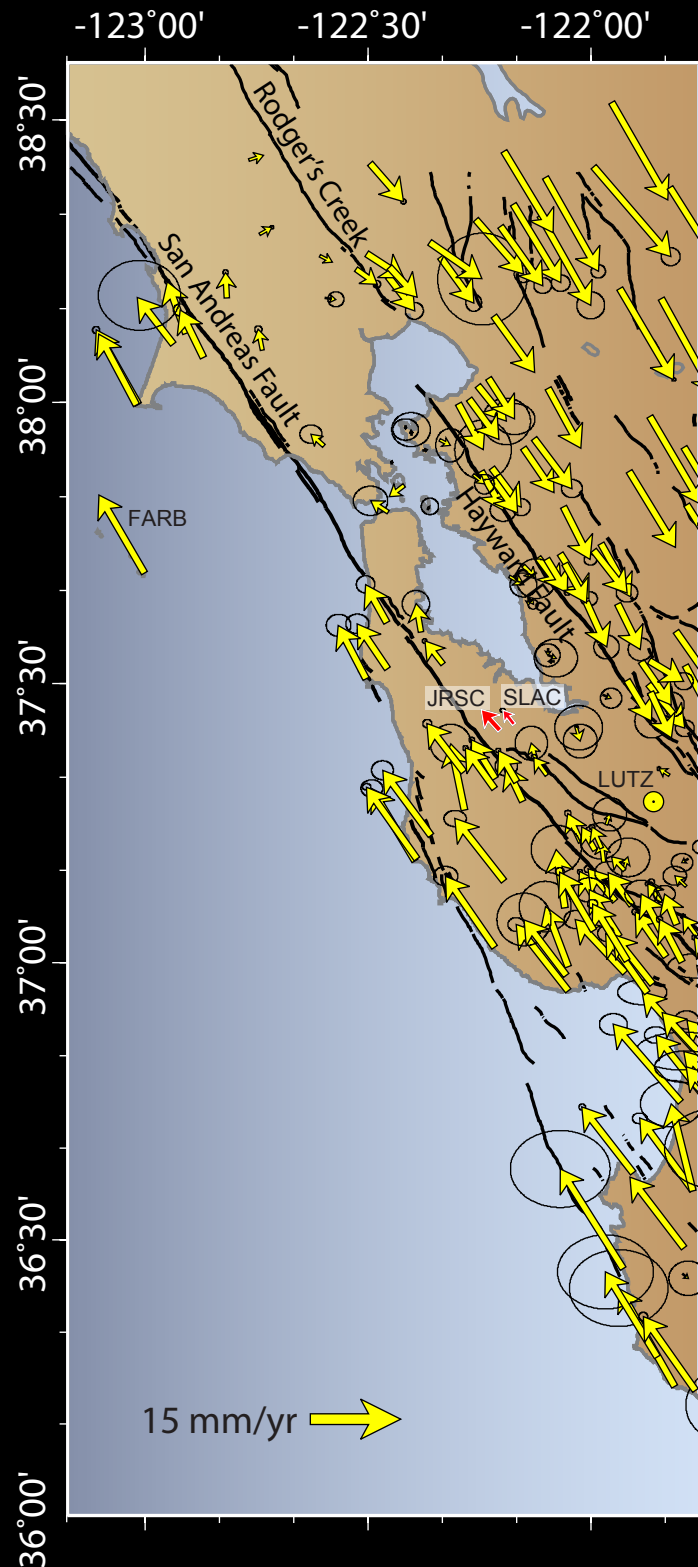 -123°00'
-122°30'
-122°00'
38°30'
Rodger's Creek
San Andreas Fault
38°00'
FARB
Hayward Fault
37°30'
JRSC
SLAC
LUTZ
37°00'
36°30'
15 mm/yr
36°00'